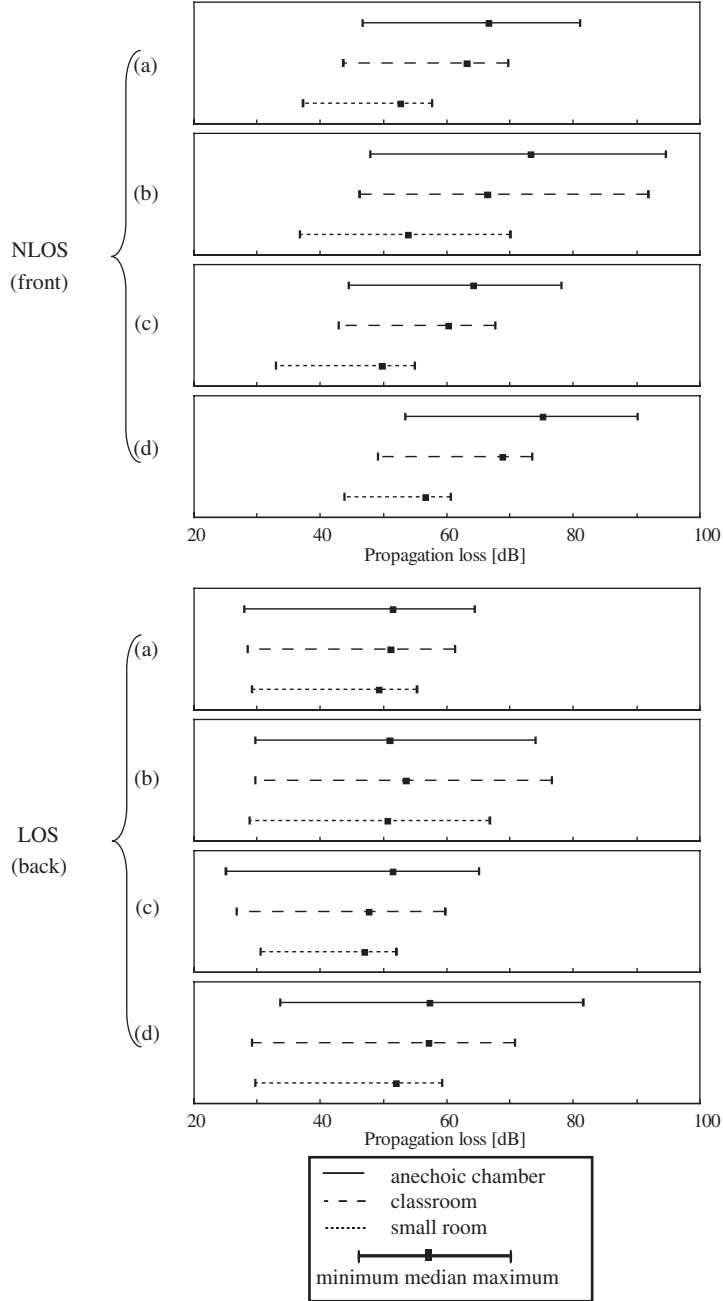 (a)
(b)
NLOS
(front)
(c)
(d)
20 40 60 80 100
Propagation loss [dB]
(a)
(b)
LOS
(back)
(c)
(d)
20 40 60 80 100
Propagation loss [dB]
anechoic chamber
classroom
small room
minimum median maximum